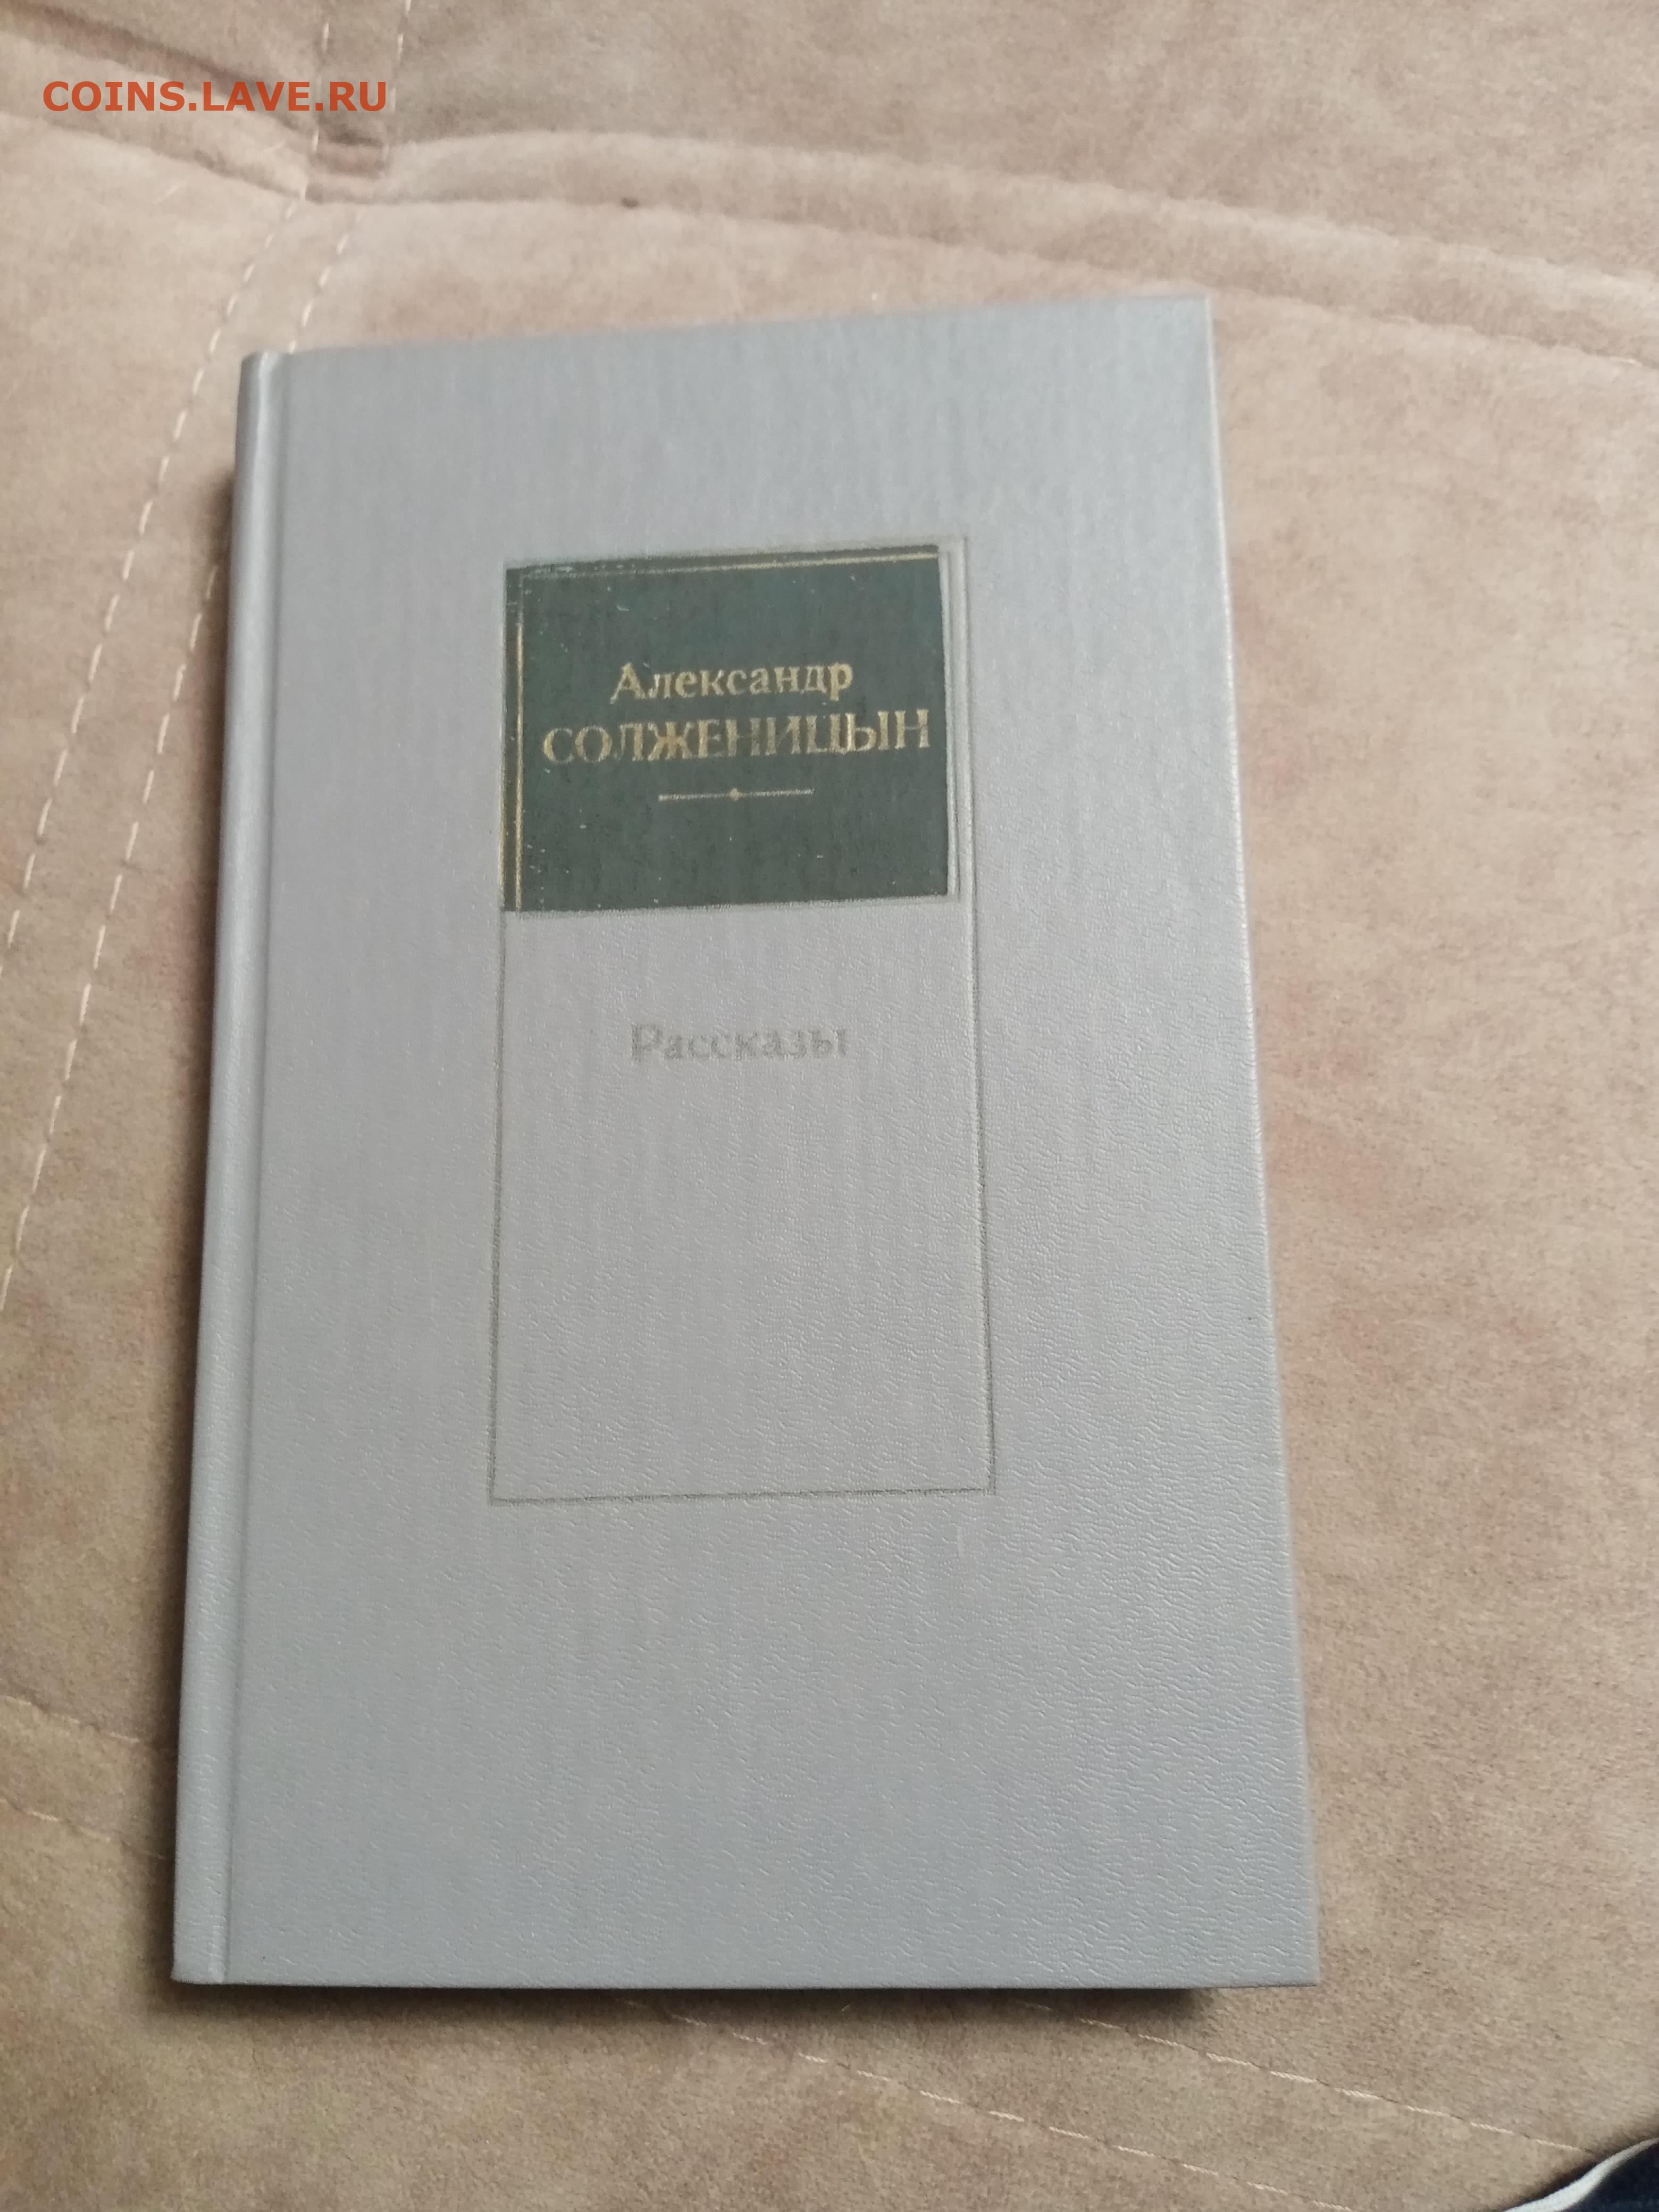 COINS.LAVE.RU
Александр
СОЛЖЕНИЦЫН
Рассказы